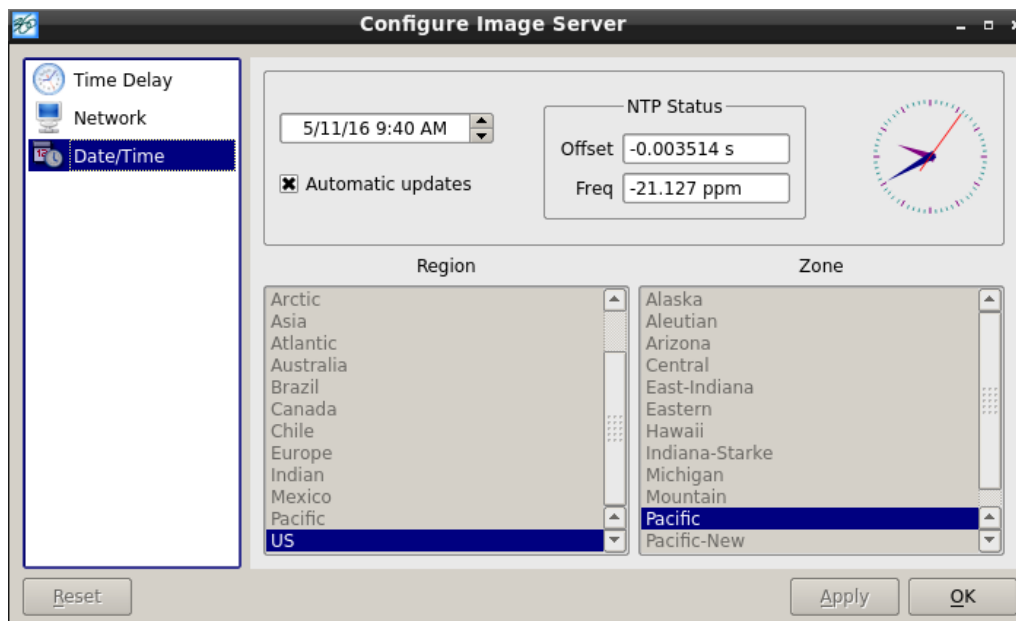 Configure Image Server
Time Delay
Network
Date/Time
5/11/16 9:40 AM
Automatic updates
NTP Status
Offset -0.003514 s
Freq -21.127 ppm
Region
Arctic
Asia
Atlantic
Australia
Brazil
Canada
Chile
Europe
Indian
Mexico
Pacific
US
Zone
Alaska
Aleutian
Arizona
Central
East-Indiana
Eastern
Hawaii
Indiana-Starke
Michigan
Mountain
Pacific
Pacific-New
Reset
Apply
OK